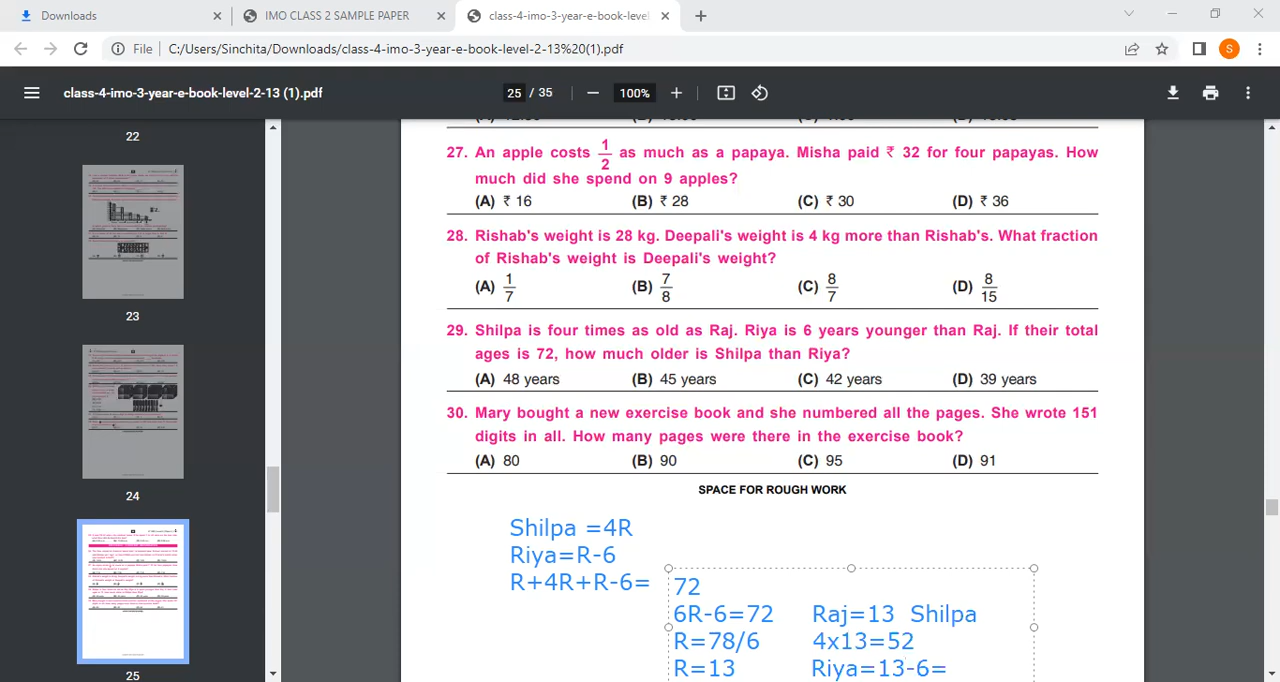 Downloads
IMO CLASS 2 SAMPLE PAPER
class-4-imo-3-year-e-book-leve
File C:/Users/Sinchita/Downloads/class-4-imo-3-year-e-book-level-2-13%20(1).pdf
S
class-4-imo-3-year-e-book-level-2-13 (1).pdf
25 / 35
100%
22
23
24
25
27. An apple costs 1/2 as much as a papaya. Misha paid ₹ 32 for four papayas. How
much did she spend on 9 apples?
(A) ₹ 16 (B) ₹ 28 (C) ₹ 30 (D) ₹ 36
28. Rishab's weight is 28 kg. Deepali's weight is 4 kg more than Rishab's. What fraction
of Rishab's weight is Deepali's weight?
(A) 1/7 (B) 7/8 (C) 8/7 (D) 8/15
29. Shilpa is four times as old as Raj. Riya is 6 years younger than Raj. If their total
ages is 72, how much older is Shilpa than Riya?
(A) 48 years (B) 45 years (C) 42 years (D) 39 years
30. Mary bought a new exercise book and she numbered all the pages. She wrote 151
digits in all. How many pages were there in the exercise book?
(A) 80 (B) 90 (C) 95 (D) 91
SPACE FOR ROUGH WORK
Shilpa =4R
Riya=R-6
R+4R+R-6=
72
6R-6=72 Raj=13 Shilpa
R=78/6 4x13=52
R=13 Riya=13-6=